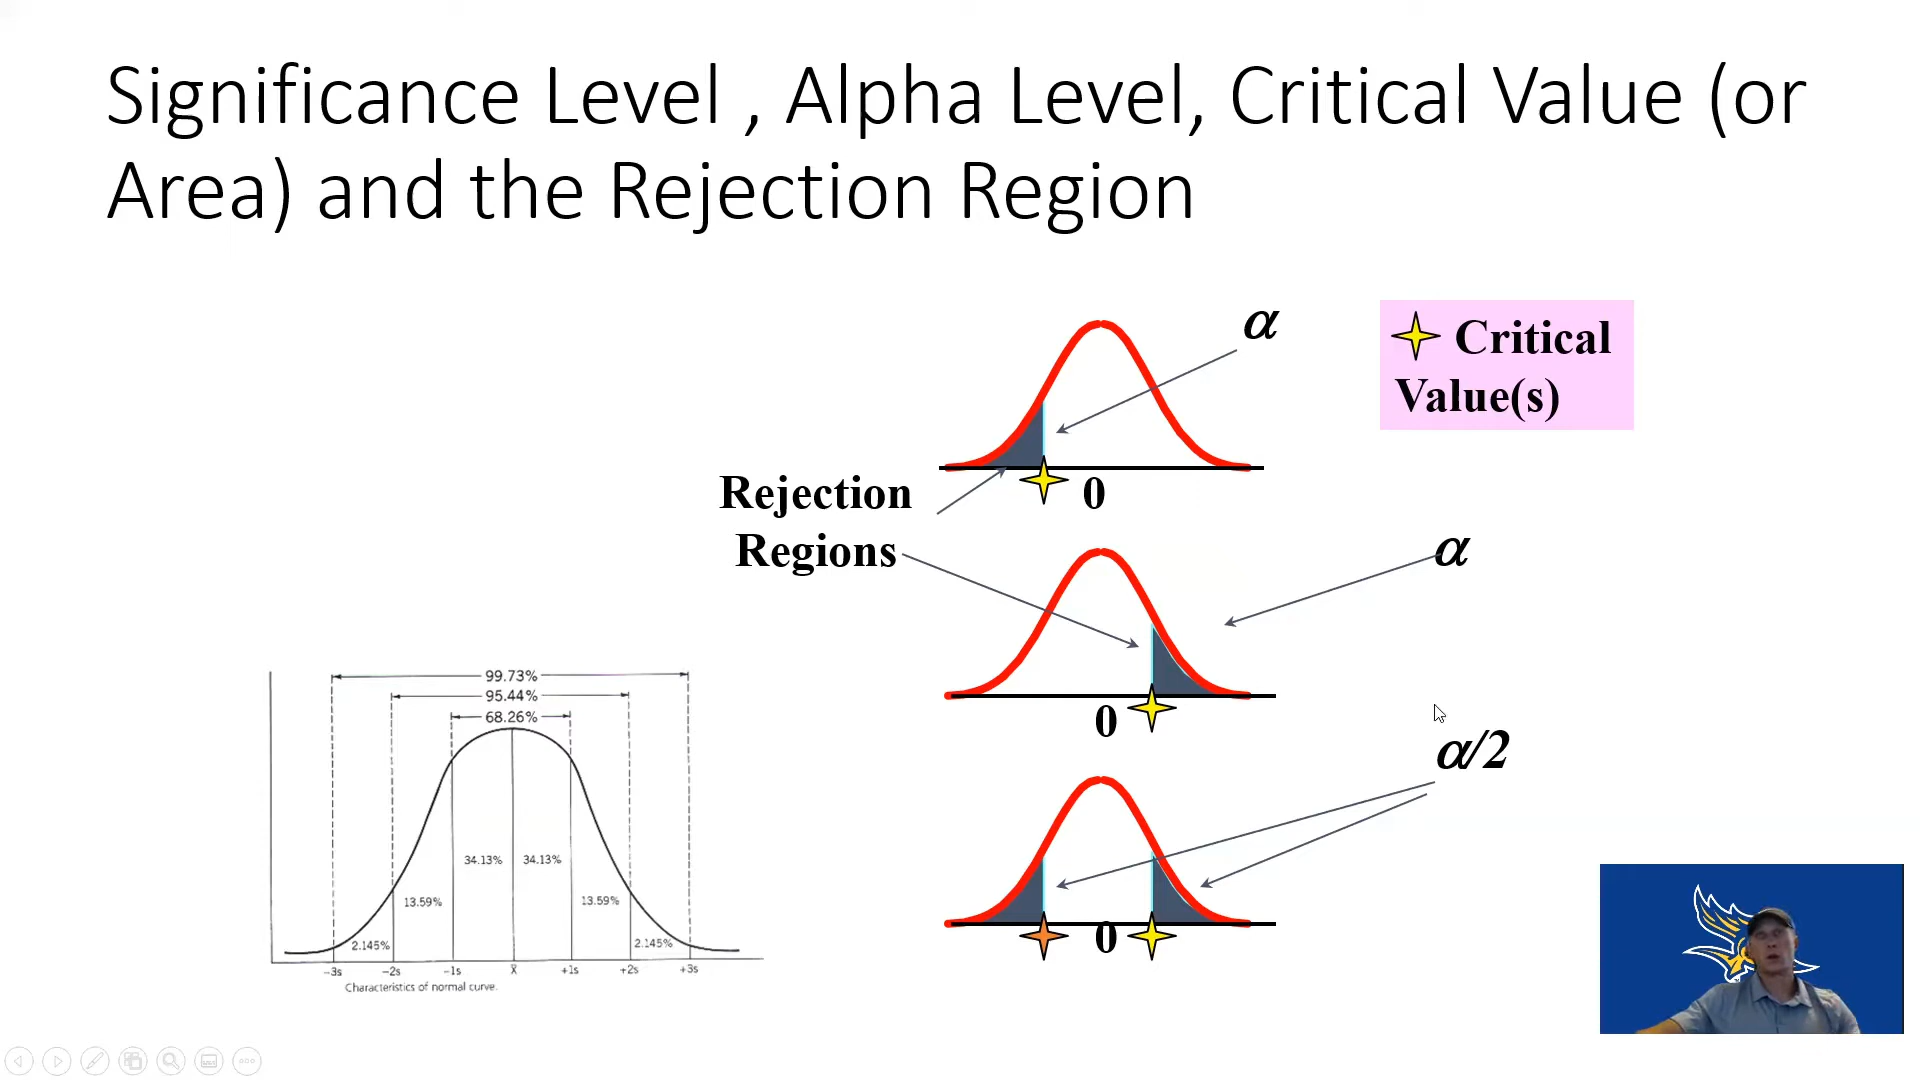 Significance Level , Alpha Level, Critical Value (or
Area) and the Rejection Region
α
Critical
Value(s)
Rejection
Regions
0
α
0
α/2
0
99.73%
95.44%
68.26%
34.13% 34.13%
13.59% 13.59%
2.145% 2.145%
-3s -2s -1s X̄ +1s +2s +3s
Characteristics of normal curve.